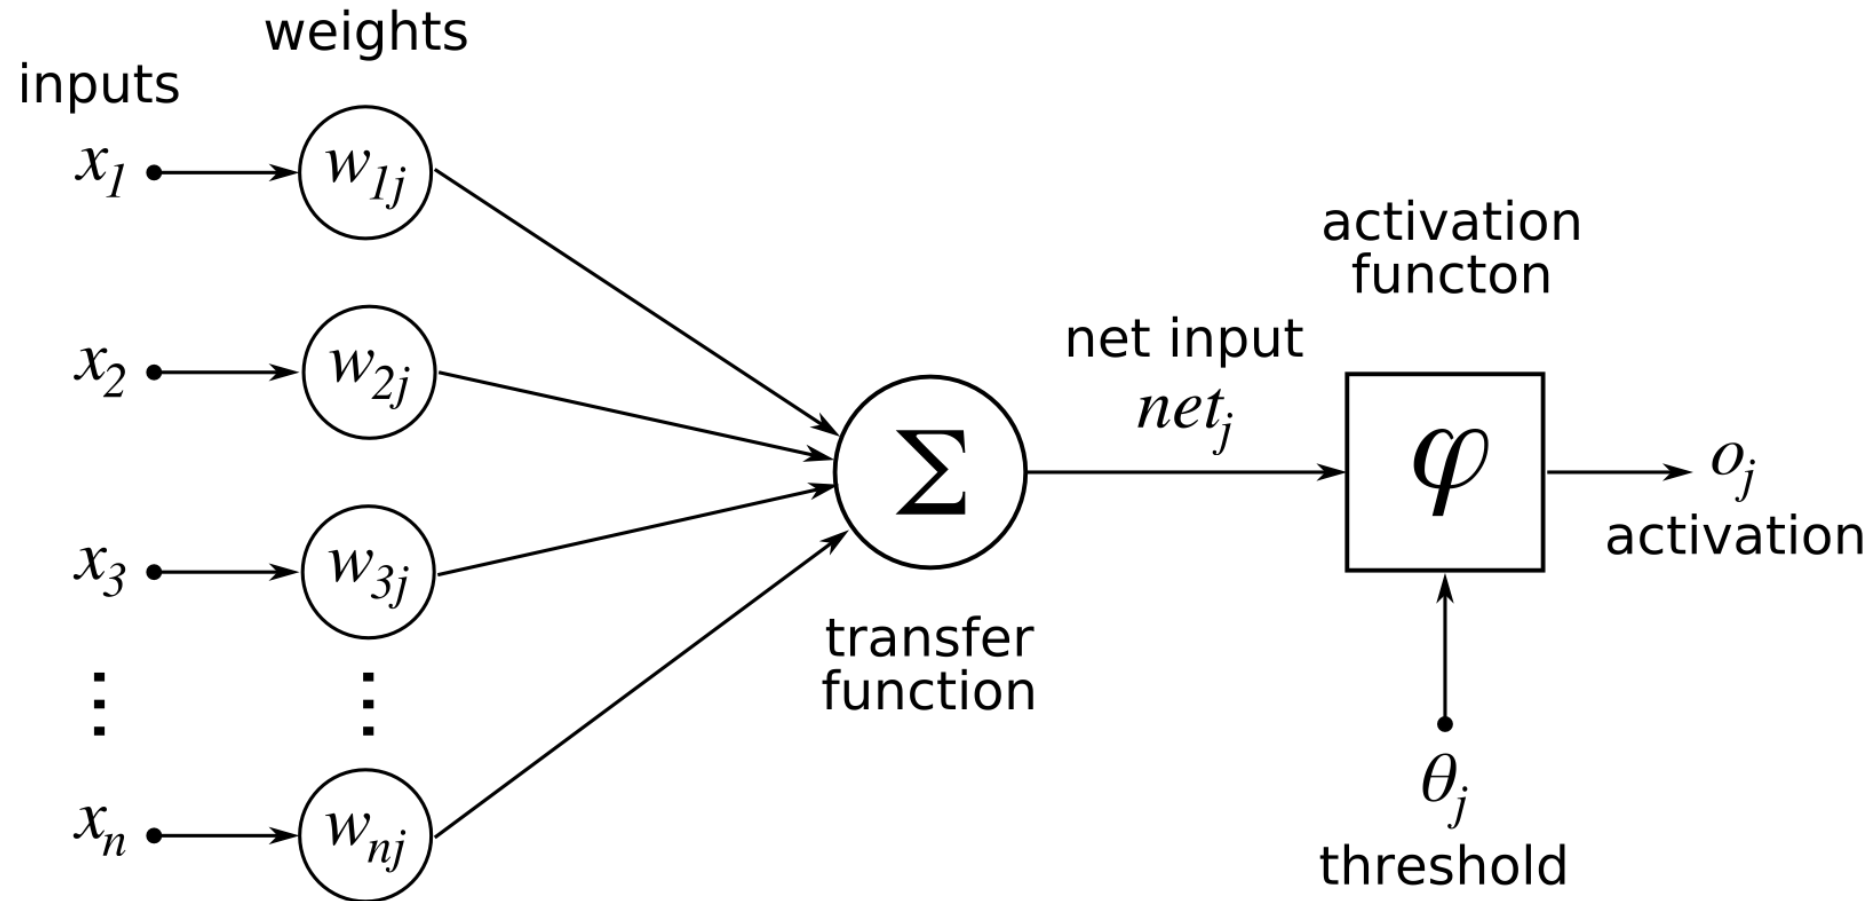 weights
inputs
x₁
w₁ⱼ
x₂
w₂ⱼ
x₃
w₃ⱼ
⋮
⋮
xₙ
wₙⱼ
Σ
transfer
function
net input
netⱼ
activation
functon
φ
oⱼ
activation
θⱼ
threshold